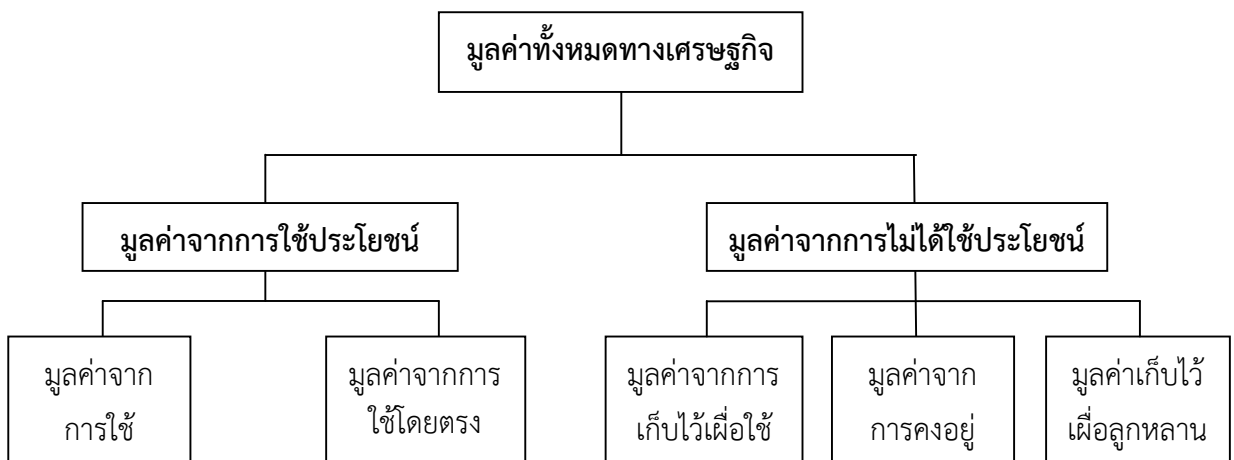 มูลค่าทั้งหมดทางเศรษฐกิจ
มูลค่าจากการใช้ประโยชน์
มูลค่าจากการไม่ได้ใช้ประโยชน์
มูลค่าจาก
การใช้
มูลค่าจากการ
ใช้โดยตรง
มูลค่าจากการ
เก็บไว้เผื่อใช้
มูลค่าจาก
การคงอยู่
มูลค่าเก็บไว้
เผื่อลูกหลาน